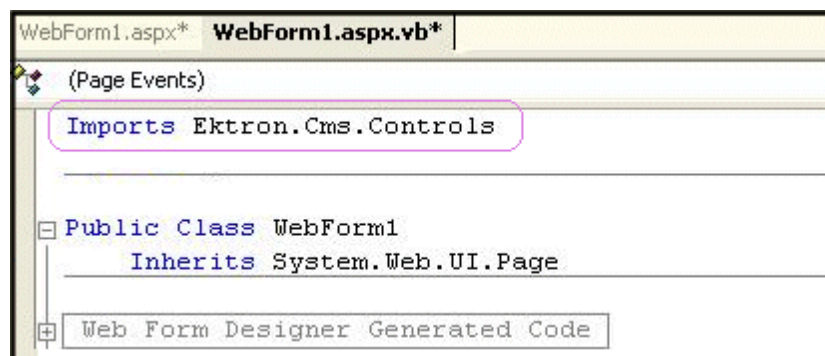 WebForm1.aspx* WebForm1.aspx.vb*
(Page Events)
Imports Ektron.Cms.Controls
Public Class WebForm1
Inherits System.Web.UI.Page
Web Form Designer Generated Code